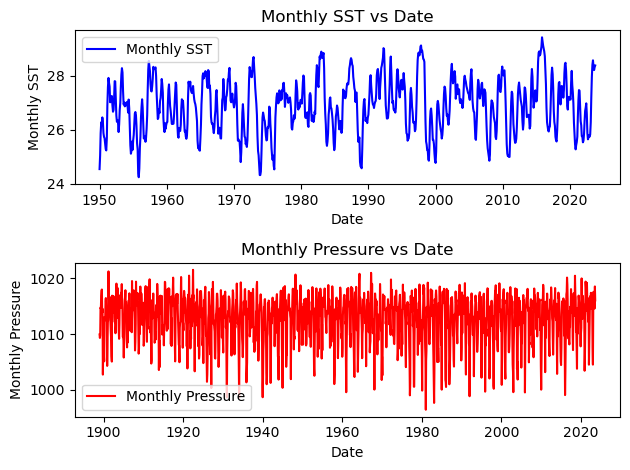 Monthly SST vs Date
Monthly SST
Monthly SST
28
26
24
1950 1960 1970 1980 1990 2000 2010 2020
Date
Monthly Pressure vs Date
Monthly Pressure
1020
1010
1000
Monthly Pressure
1900 1920 1940 1960 1980 2000 2020
Date